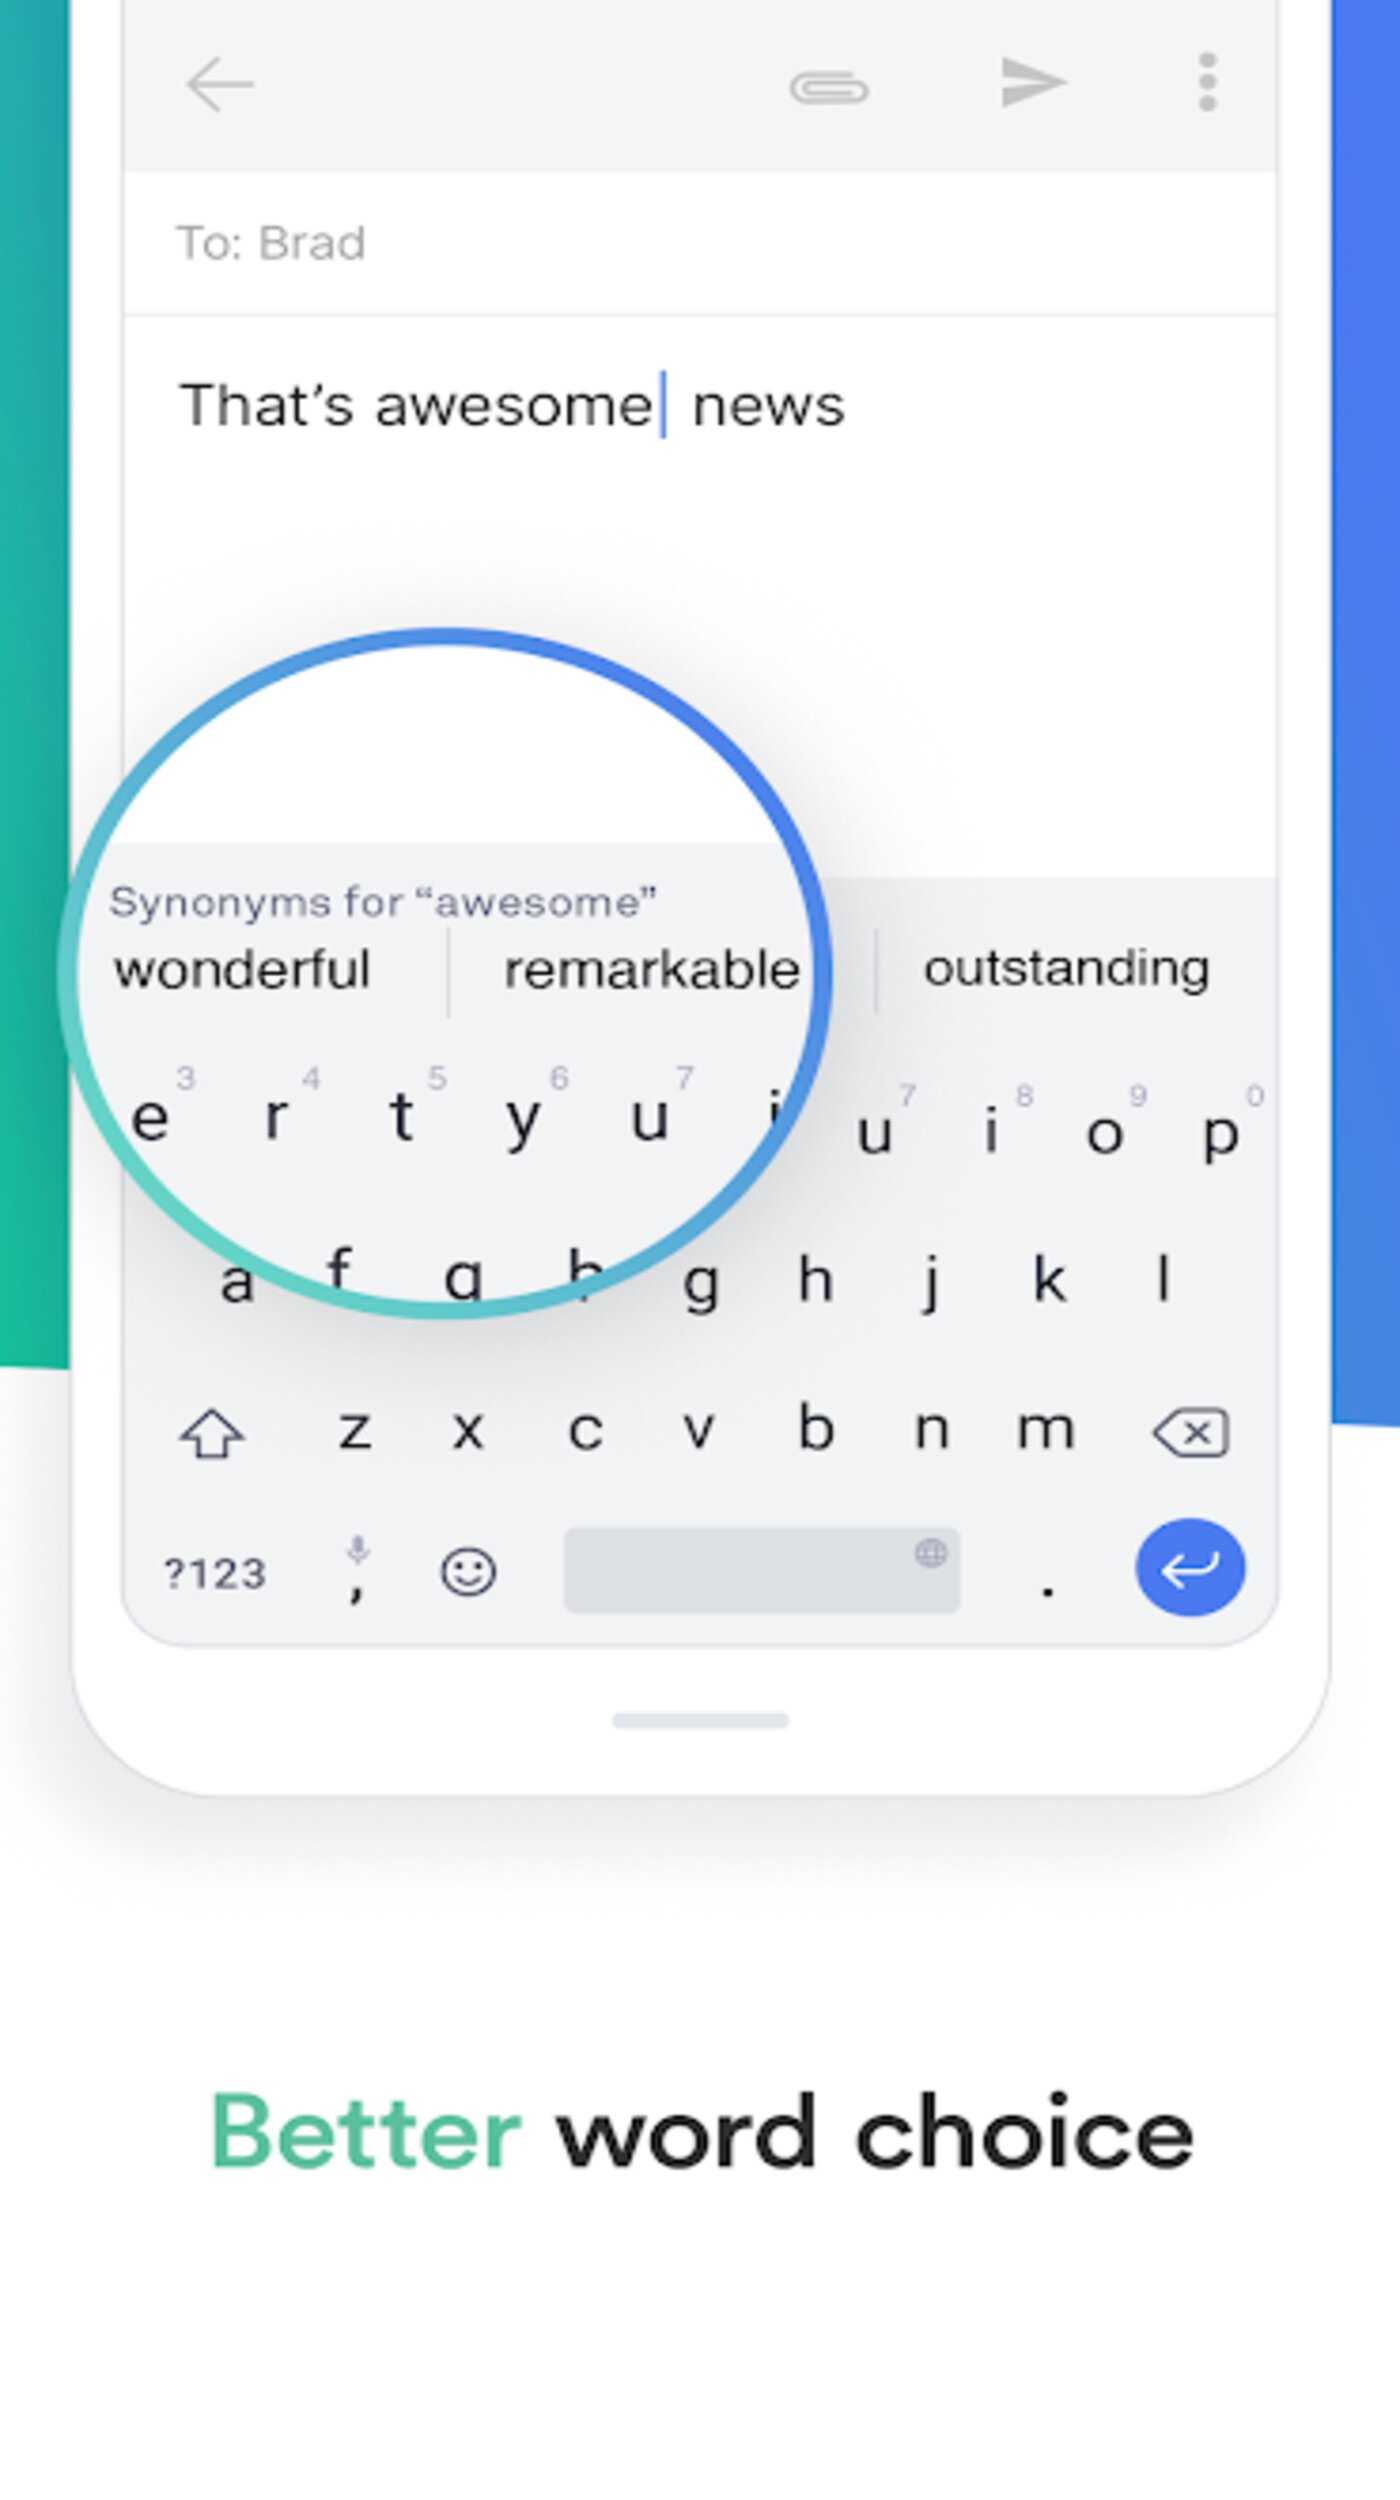 To: Brad
That’s awesome news
Synonyms for “awesome”
wonderful remarkable outstanding
3 4 5 6 7 7 8 9 0
e r t y u i u i o p
a f g h g h j k l
z x c v b n m
?123 , .
Better word choice